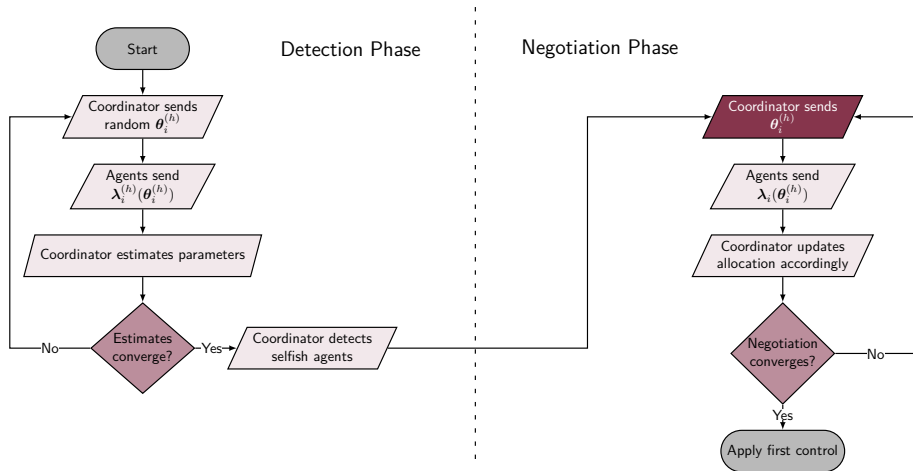 Detection Phase
Start
Coordinator sends
random θ_i^{(h)}
Agents send
λ_i^{(h)}(θ_i^{(h)})
Coordinator estimates parameters
Estimates
converge?
No
Yes
Coordinator detects
selfish agents
Negotiation Phase
Coordinator sends
θ_i^{(h)}
Agents send
λ_i(θ_i^{(h)})
Coordinator updates
allocation accordingly
Negotiation
converges?
No
Yes
Apply first control